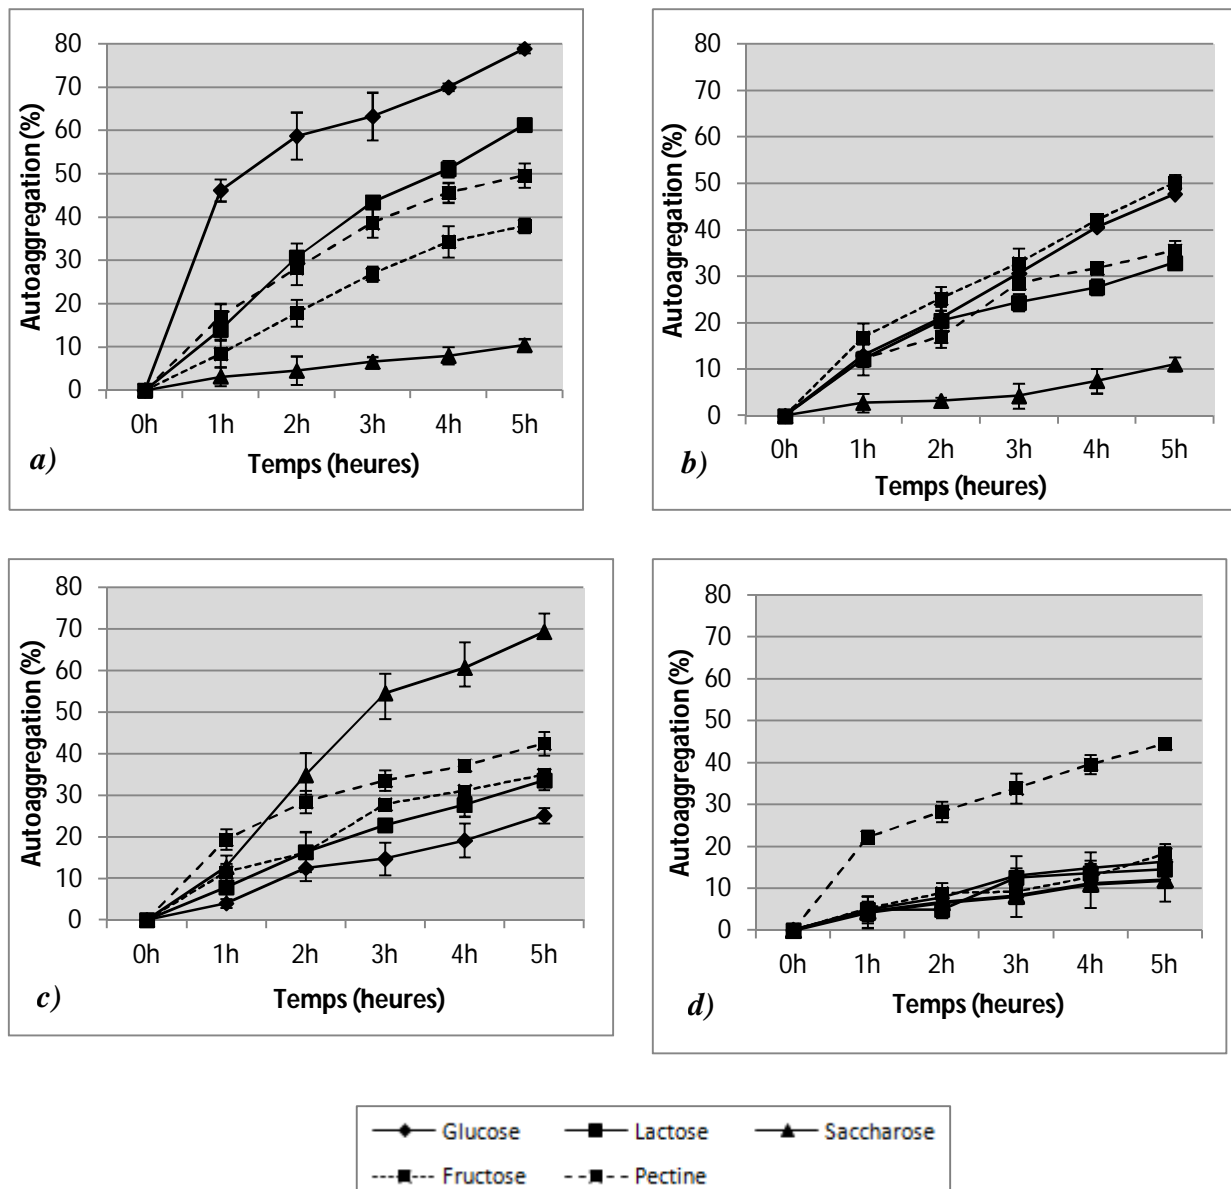 80
70
60
50
40
30
20
10
0
Autoaggregation (%)
0h 1h 2h 3h 4h 5h
Temps (heures)
a)
80
70
60
50
40
30
20
10
0
Autoagregation (%)
0h 1h 2h 3h 4h 5h
Temps (heures)
b)
80
70
60
50
40
30
20
10
0
Autoaggregation (%)
0h 1h 2h 3h 4h 5h
Temps (heures)
c)
80
70
60
50
40
30
20
10
0
Autoaggregation (%)
0h 1h 2h 3h 4h 5h
Temps (heures)
d)
Glucose Lactose Saccharose
Fructose Pectine